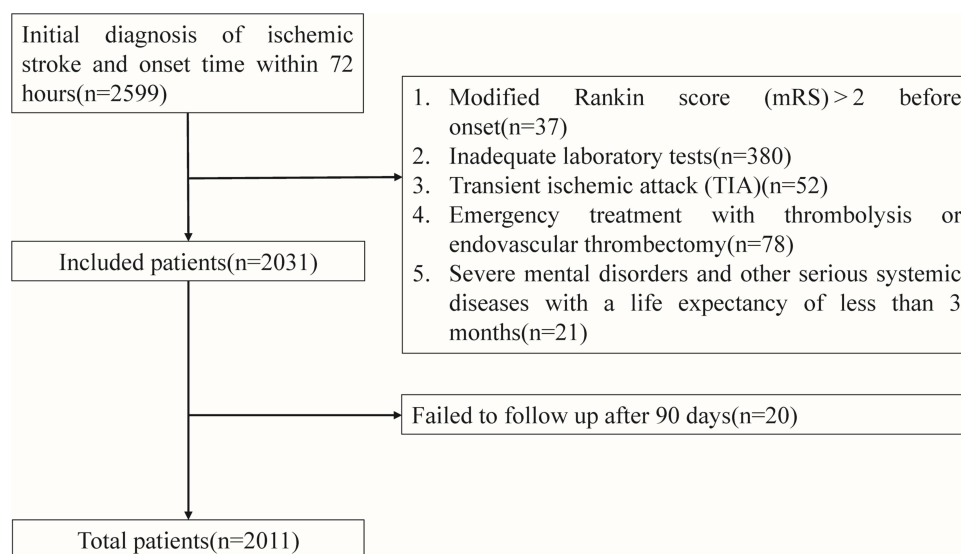 Initial diagnosis of ischemic
stroke and onset time within 72
hours(n=2599)
1. Modified Rankin score (mRS) > 2 before
onset(n=37)
2. Inadequate laboratory tests(n=380)
3. Transient ischemic attack (TIA)(n=52)
4. Emergency treatment with thrombolysis or
endovascular thrombectomy(n=78)
5. Severe mental disorders and other serious systemic
diseases with a life expectancy of less than 3
months(n=21)
Included patients(n=2031)
Failed to follow up after 90 days(n=20)
Total patients(n=2011)